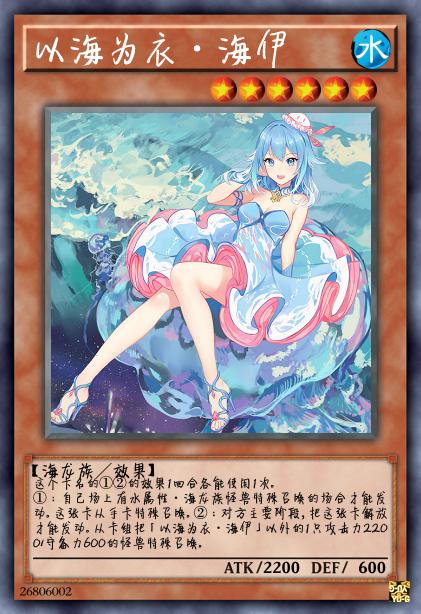 以海为衣·海伊
水
【海龙族／效果】
这个卡名的①②的效果1回合各能使用1次。
①：自己场上有水属性·海龙族怪兽特殊召唤的场合才能发
动。这张卡从手卡特殊召唤。②：对方主要阶段，把这张卡解放
才能发动。从卡组把「以海为衣·海伊」以外的1只攻击力220
0/守备力600的怪兽特殊召唤。
ATK/2200 DEF/ 600
26806002